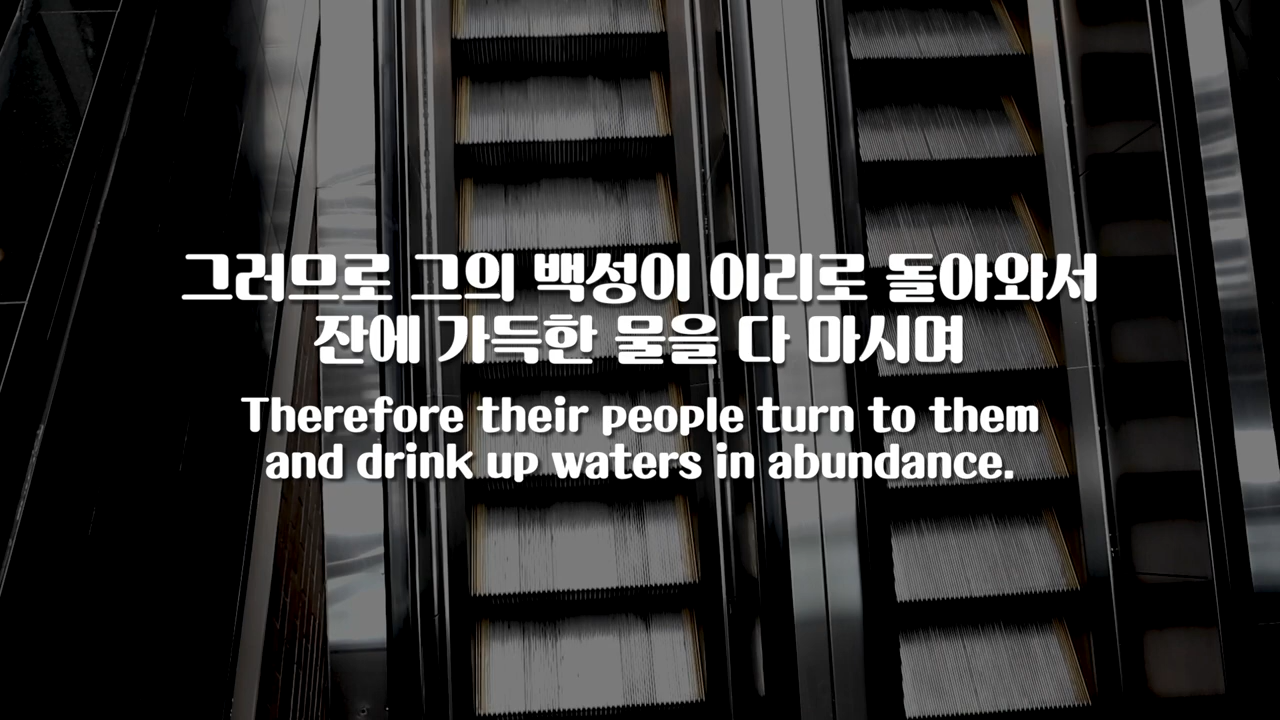 그러므로 그의 백성이 이리로 돌아와서
잔에 가득한 물을 다 마시며
Therefore their people turn to them
and drink up waters in abundance.